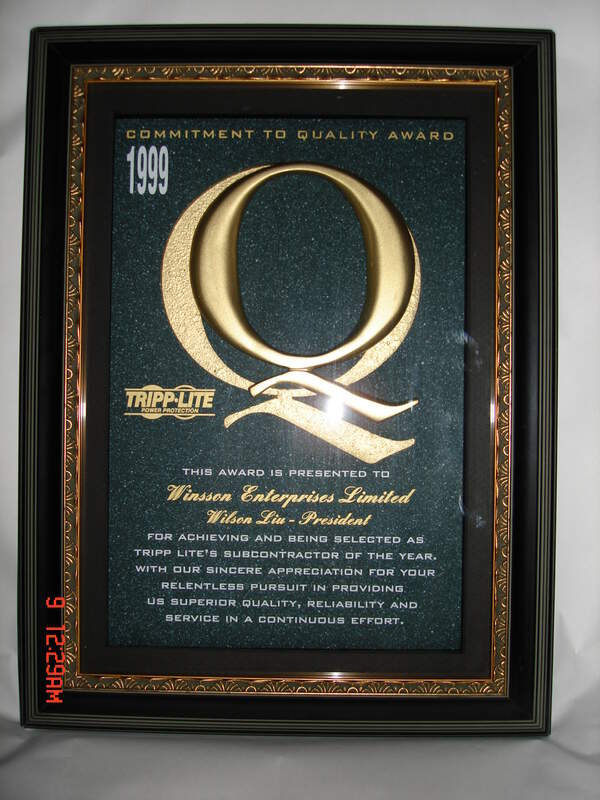 COMMITMENT TO QUALITY AWARD
1999
Q
TRIPP·LITE
POWER PROTECTION
THIS AWARD IS PRESENTED TO
Winsson Enterprises Limited
Wilson Liu - President
FOR ACHIEVING AND BEING SELECTED AS
TRIPP LITE'S SUBCONTRACTOR OF THE YEAR.
WITH OUR SINCERE APPRECIATION FOR YOUR
RELENTLESS PURSUIT IN PROVIDING
US SUPERIOR QUALITY, RELIABILITY AND
SERVICE IN A CONTINUOUS EFFORT.
9 12:29AM